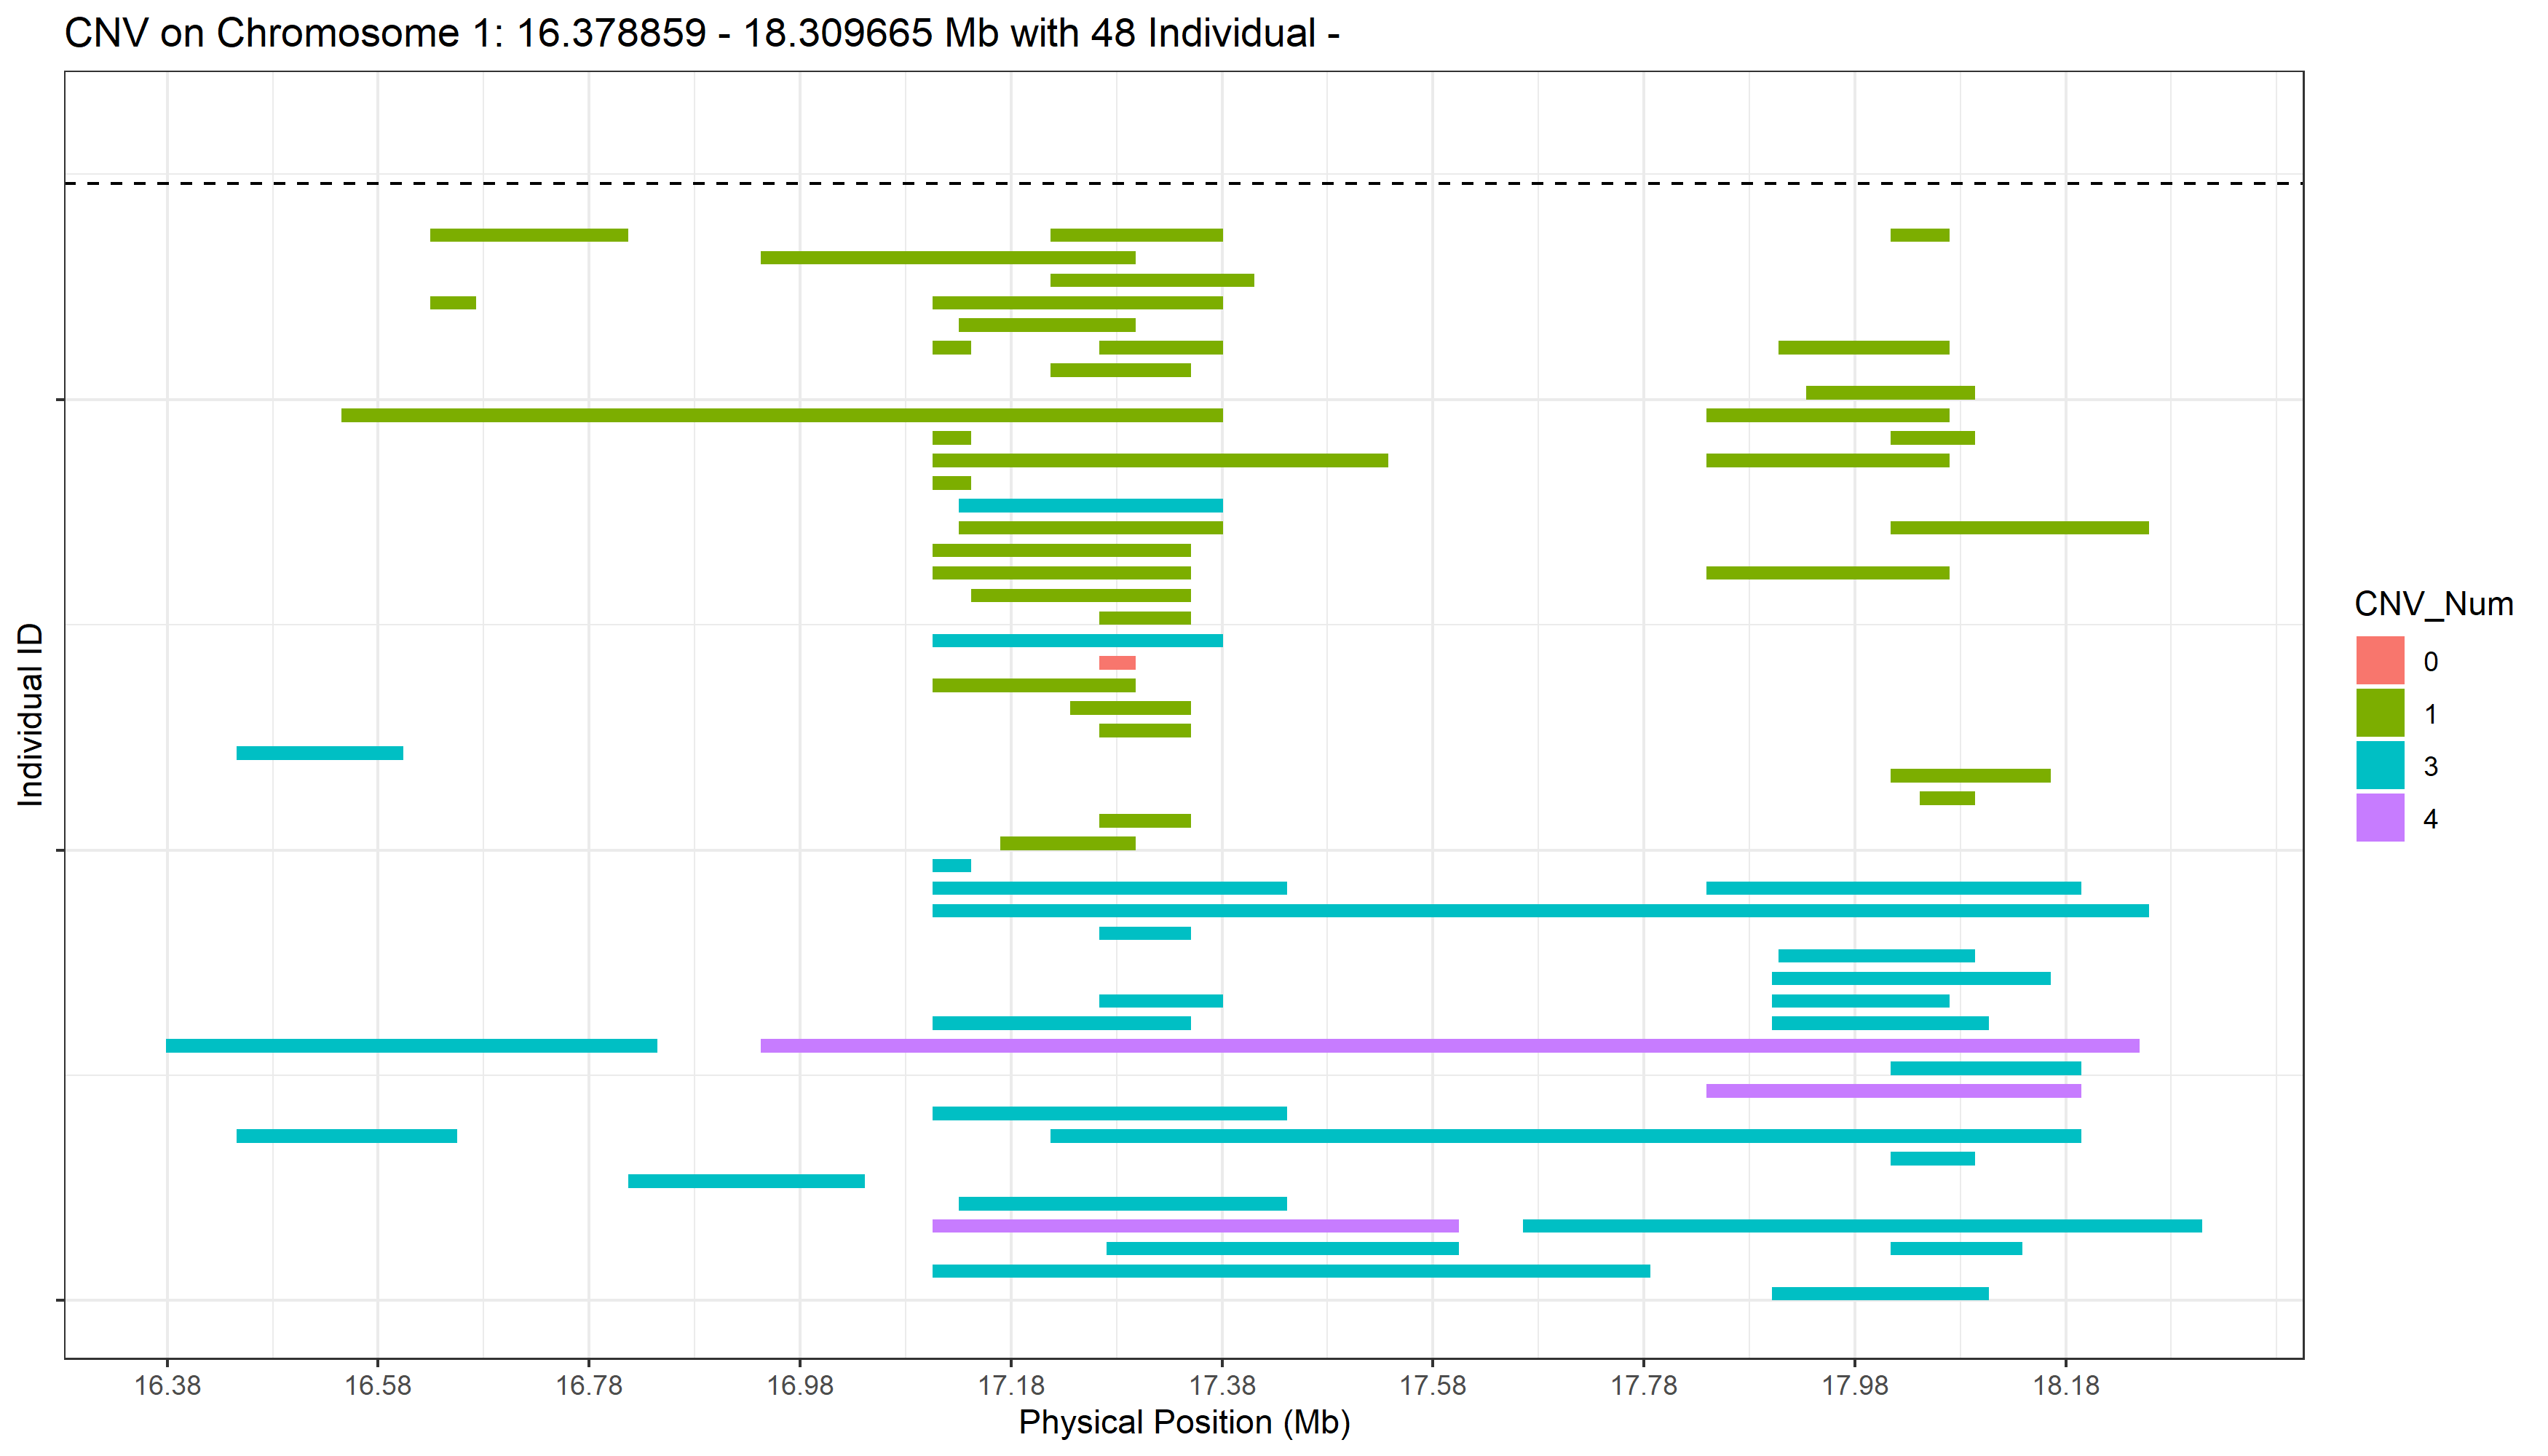 CNV on Chromosome 1: 16.378859 - 18.309665 Mb with 48 Individual -
Individual ID
CNV_Num
0
1
3
4
16.38 16.58 16.78 16.98 17.18 17.38 17.58 17.78 17.98 18.18
Physical Position (Mb)